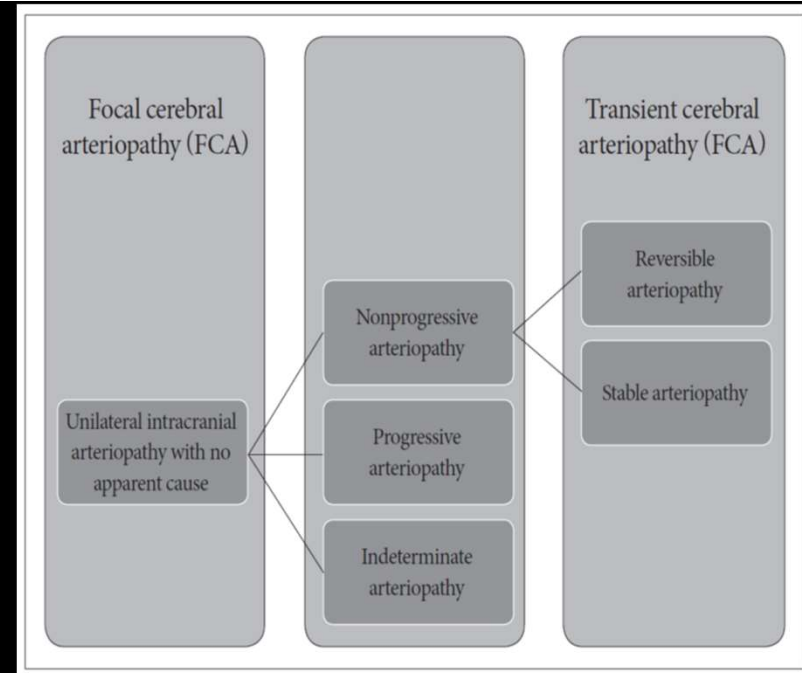 Focal cerebral
arteriopathy (FCA)
Unilateral intracranial
arteriopathy with no
apparent cause
Nonprogressive
arteriopathy
Progressive
arteriopathy
Indeterminate
arteriopathy
Transient cerebral
arteriopathy (FCA)
Reversible
arteriopathy
Stable arteriopathy